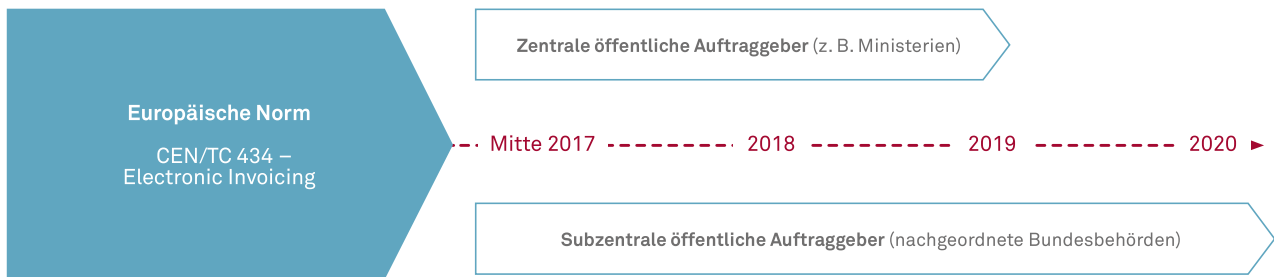 Europäische Norm
CEN/TC 434 –
Electronic Invoicing
Zentrale öffentliche Auftraggeber (z. B. Ministerien)
Mitte 2017 2018 2019 2020
Subzentrale öffentliche Auftraggeber (nachgeordnete Bundesbehörden)